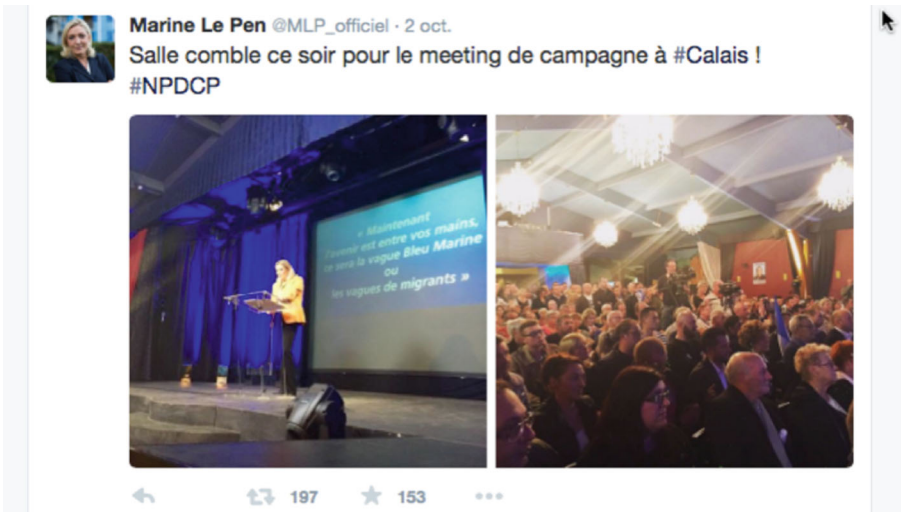 Marine Le Pen @MLP_officiel · 2 oct.
Salle comble ce soir pour le meeting de campagne à #Calais !
#NPDCP
« Maintenant
l'avenir est entre vos mains,
ce sera la vague Bleu Marine
ou
les vagues de migrants »
197 153